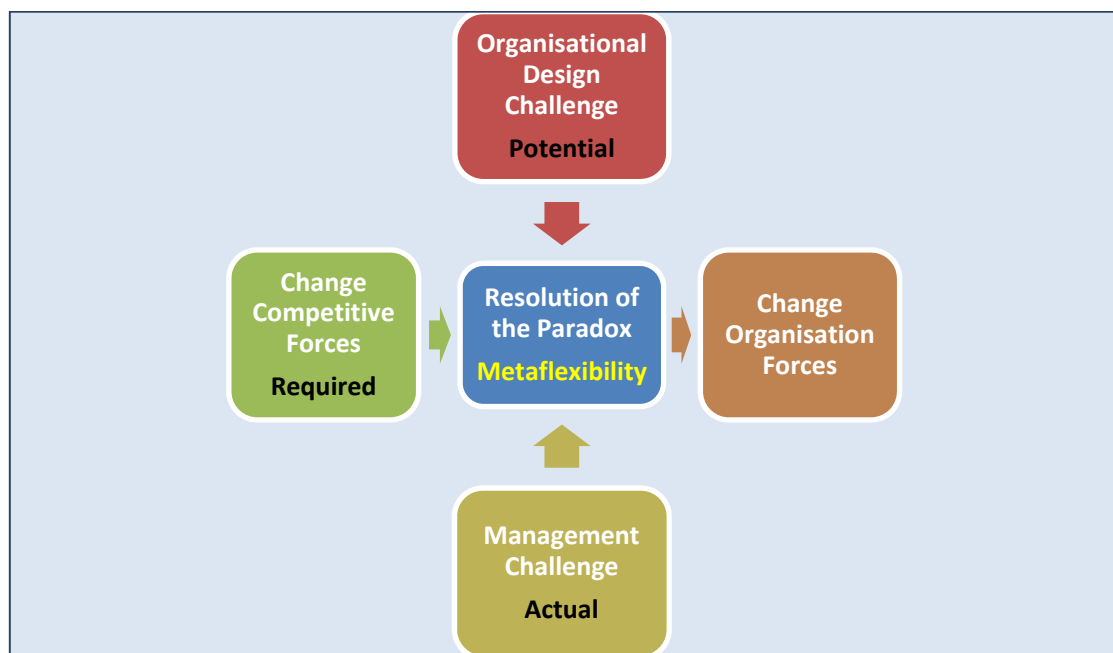 Organisational
Design
Challenge
Potential
Change
Competitive
Forces
Required
Resolution of
the Paradox
Metaflexibility
Change
Organisation
Forces
Management
Challenge
Actual